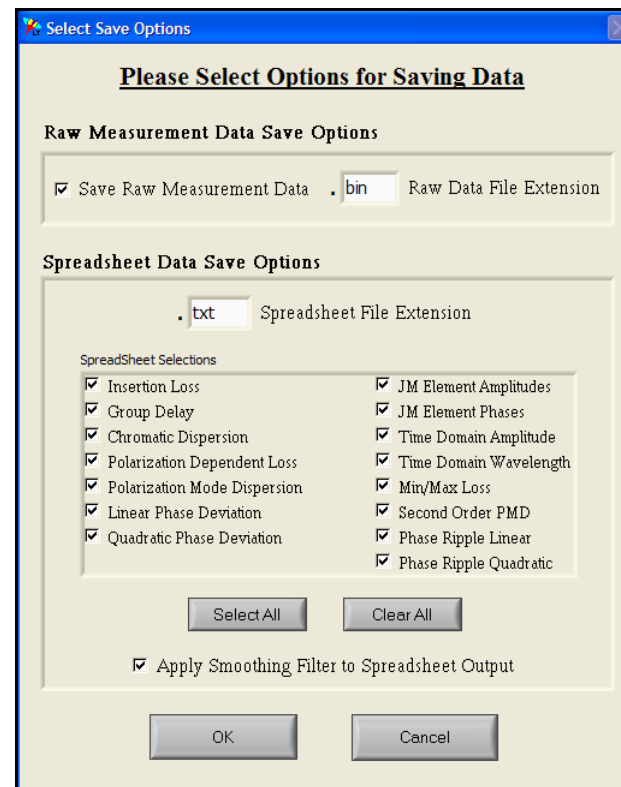 Select Save Options
Please Select Options for Saving Data
Raw Measurement Data Save Options
Save Raw Measurement Data . bin Raw Data File Extension
Spreadsheet Data Save Options
. txt Spreadsheet File Extension
SpreadSheet Selections
Insertion Loss
Group Delay
Chromatic Dispersion
Polarization Dependent Loss
Polarization Mode Dispersion
Linear Phase Deviation
Quadratic Phase Deviation
JM Element Amplitudes
JM Element Phases
Time Domain Amplitude
Time Domain Wavelength
Min/Max Loss
Second Order PMD
Phase Ripple Linear
Phase Ripple Quadratic
Select All Clear All
Apply Smoothing Filter to Spreadsheet Output
OK Cancel